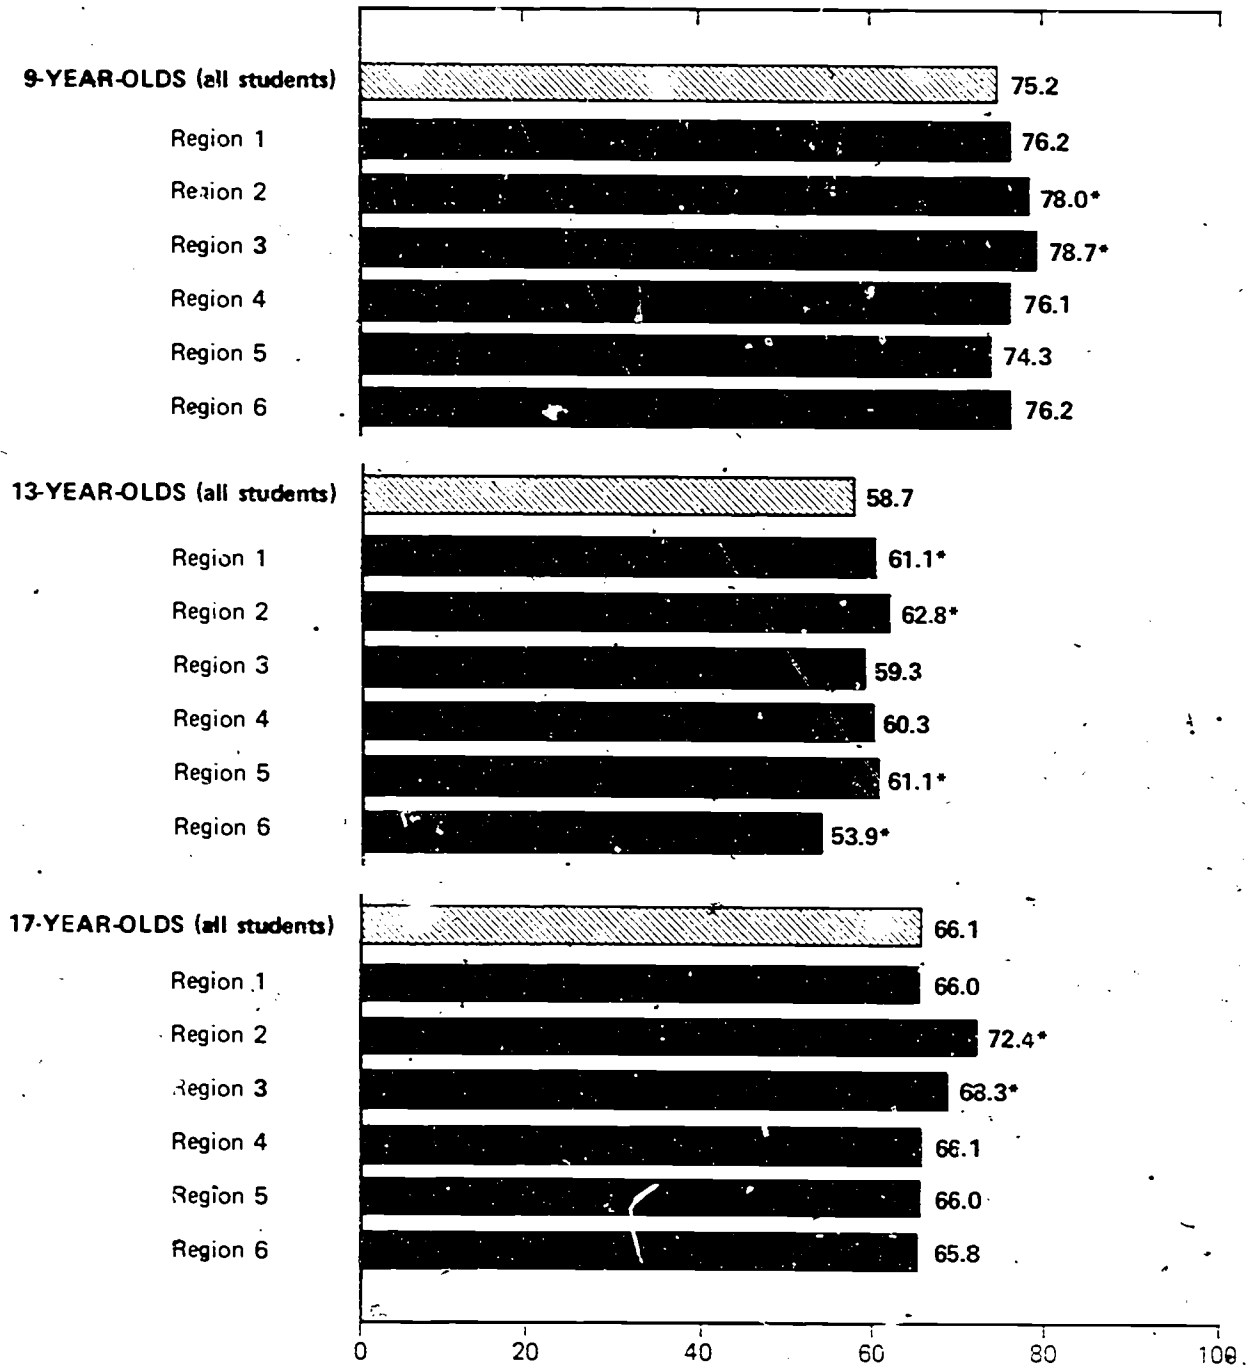 9-YEAR-OLDS (all students) 75.2
Region 1 76.2
Region 2 78.0*
Region 3 78.7*
Region 4 76.1
Region 5 74.3
Region 6 76.2
13-YEAR-OLDS (all students) 58.7
Region 1 61.1*
Region 2 62.8*
Region 3 59.3
Region 4 60.3
Region 5 61.1*
Region 6 53.9*
17-YEAR-OLDS (all students) 66.1
Region 1 66.0
Region 2 72.4*
Region 3 68.3*
Region 4 66.1
Region 5 66.0
Region 6 65.8
0 20 40 60 80 100